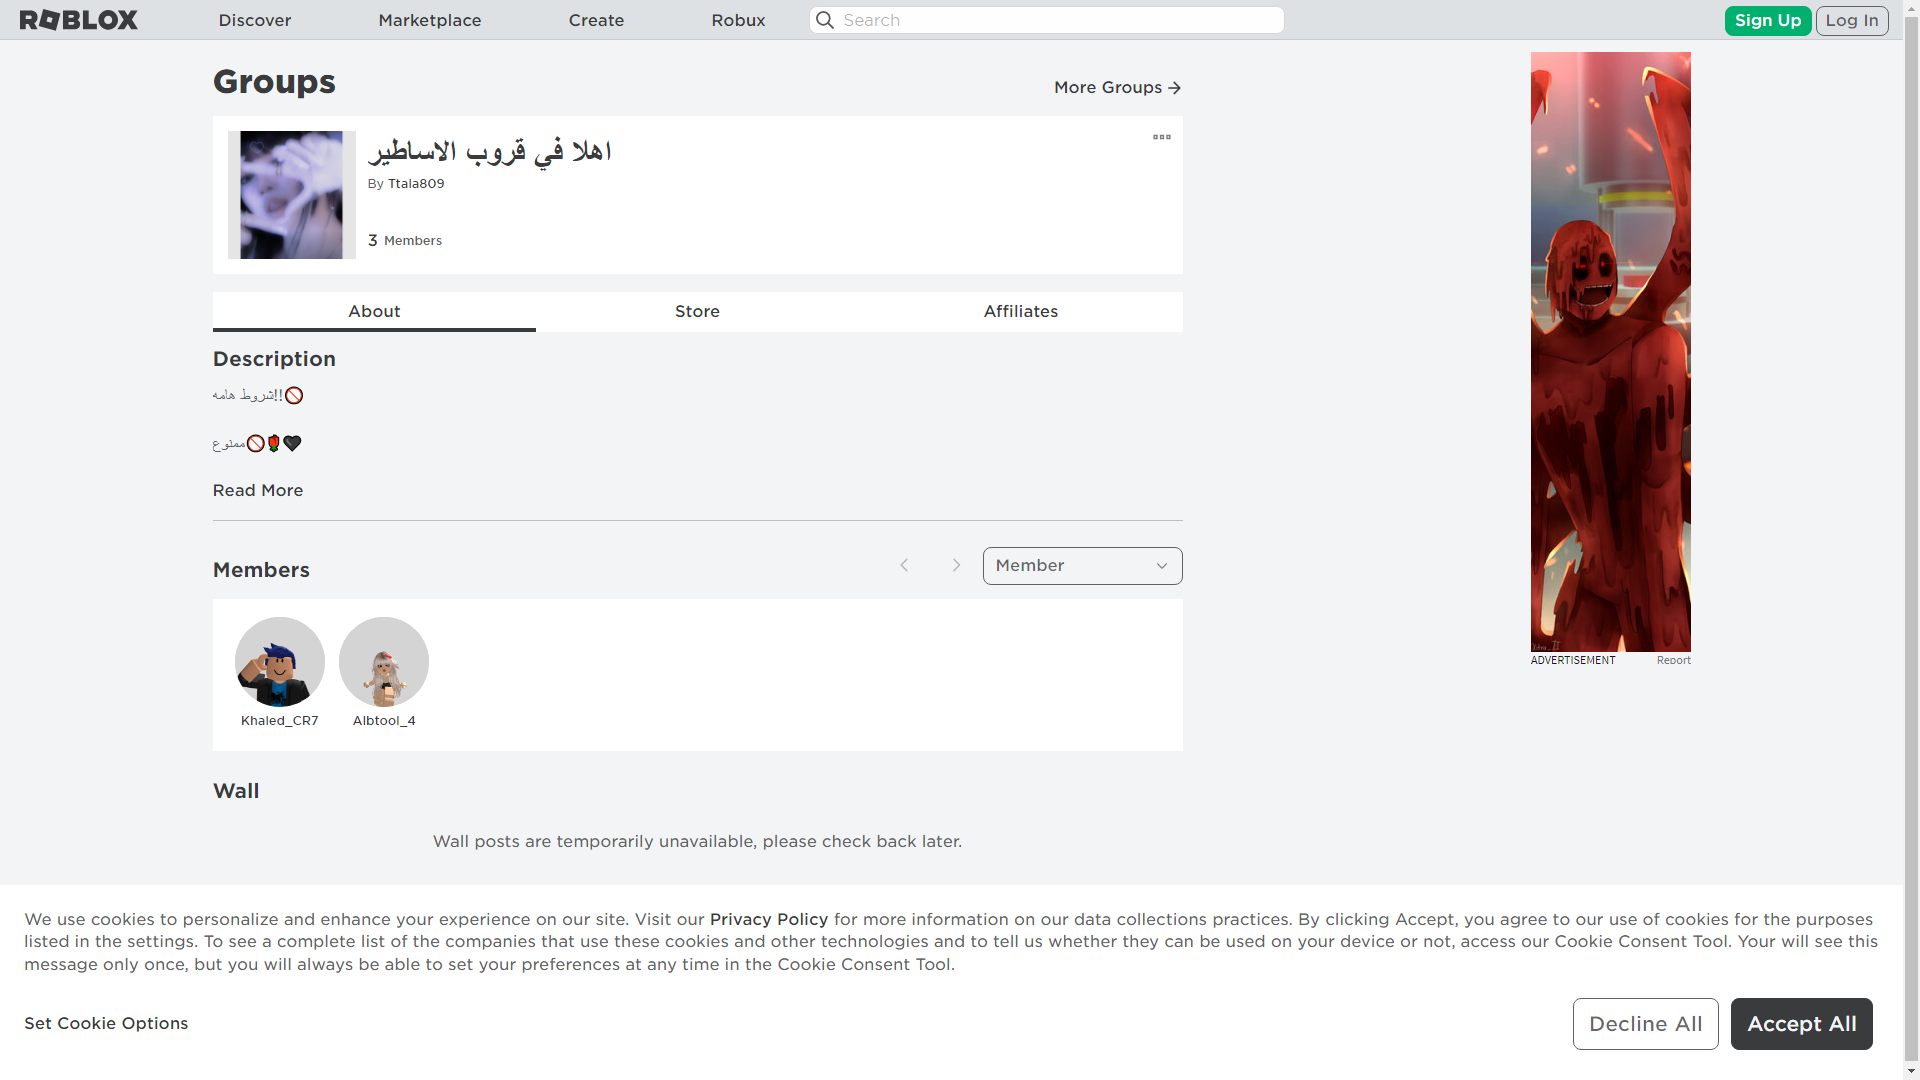 ROBLOX
Discover
Marketplace
Create
Robux
Search
Sign Up
Log In
Groups
More Groups
اهلا في قروب الاساطير
By Ttala809
3 Members
About
Store
Affiliates
Description
شروط هامه!!🚫
ممنوع🚫🌹🖤
Read More
Members
Member
Khaled_CR7
Albtool_4
Wall
Wall posts are temporarily unavailable, please check back later.
ADVERTISEMENT
Report
We use cookies to personalize and enhance your experience on our site. Visit our Privacy Policy for more information on our data collections practices. By clicking Accept, you agree to our use of cookies for the purposes
listed in the settings. To see a complete list of the companies that use these cookies and other technologies and to tell us whether they can be used on your device or not, access our Cookie Consent Tool. Your will see this
message only once, but you will always be able to set your preferences at any time in the Cookie Consent Tool.
Set Cookie Options
Decline All
Accept All